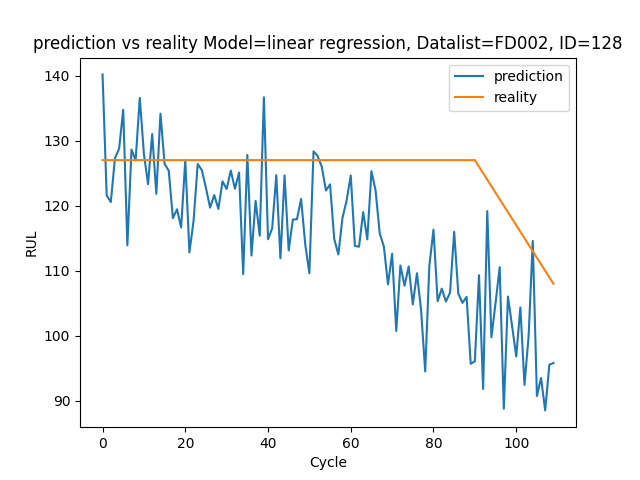 prediction vs reality Model=linear regression, Datalist=FD002, ID=128
prediction
reality
140
130
120
110
100
90
RUL
0
20
40
60
80
100
Cycle